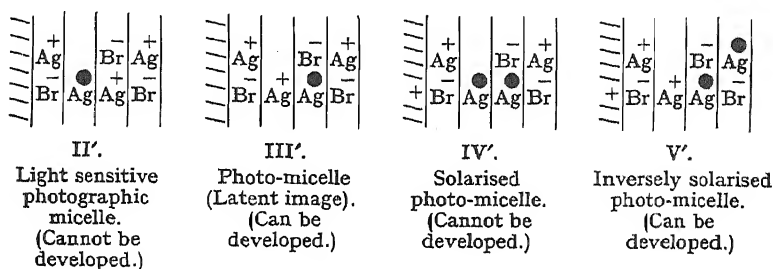 + − +
Ag Br Ag
− ● + −
Br Ag Ag Br
II′.
Light sensitive
photographic
micelle.
(Cannot be
developed.)
+ − +
Ag Br Ag
− + ● −
Br Ag Ag Br
III′.
Photo-micelle
(Latent image).
(Can be
developed.)
+ − +
Ag Br Ag
− ● ● −
+ Br Ag Ag Br
IV′.
Solarised
photo-micelle.
(Cannot be
developed.)
+ − ●
Ag Br Ag
− + ● −
+ Br Ag Ag Br
V′.
Inversely solarised
photo-micelle.
(Can be
developed.)